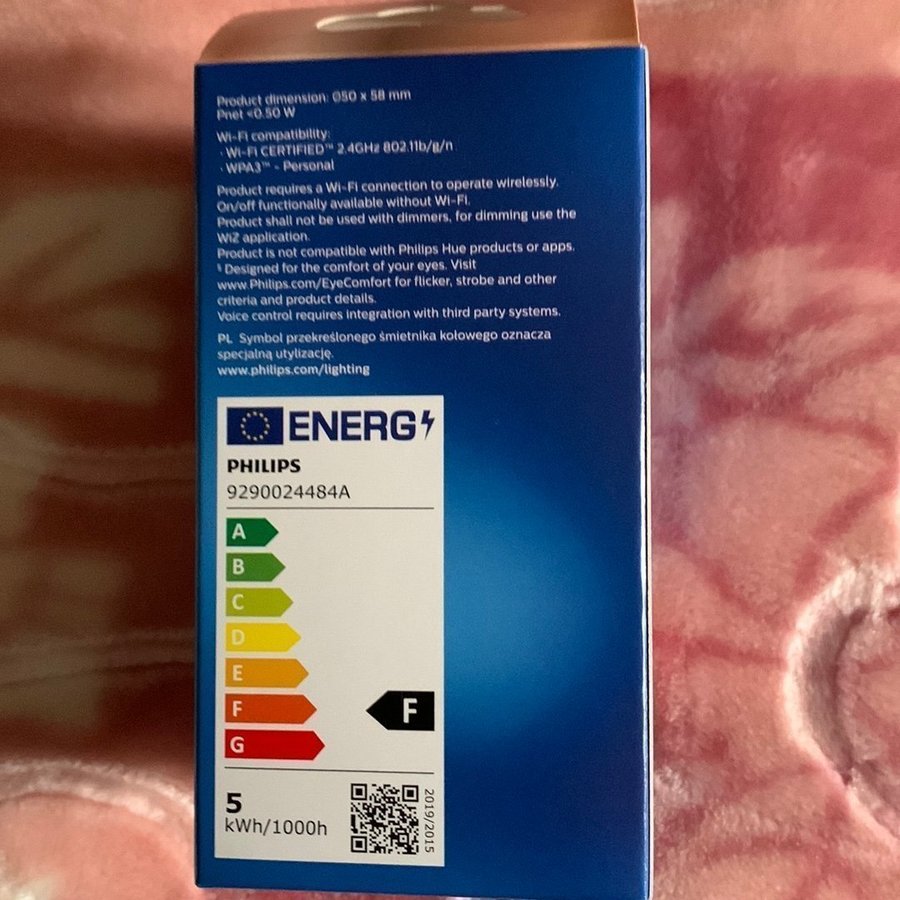 Product dimension: Ø50 x 58 mm
Pnet <0.50 W
Wi-Fi compatibility:
· Wi-Fi CERTIFIED™ 2.4GHz 802.11b/g/n
· WPA3™ - Personal
Product requires a Wi-Fi connection to operate wirelessly.
On/off functionally available without Wi-Fi.
Product shall not be used with dimmers, for dimming use the
WiZ application.
Product is not compatible with Philips Hue products or apps.
§ Designed for the comfort of your eyes. Visit
www.Philips.com/EyeComfort for flicker, strobe and other
criteria and product details.
Voice control requires integration with third party systems.
PL Symbol przekreślonego śmietnika kołowego oznacza
specjalną utylizację.
www.philips.com/lighting
ENERG
PHILIPS
9290024484A
A
B
C
D
E
F
F
G
5
kWh/1000h
2019/2015